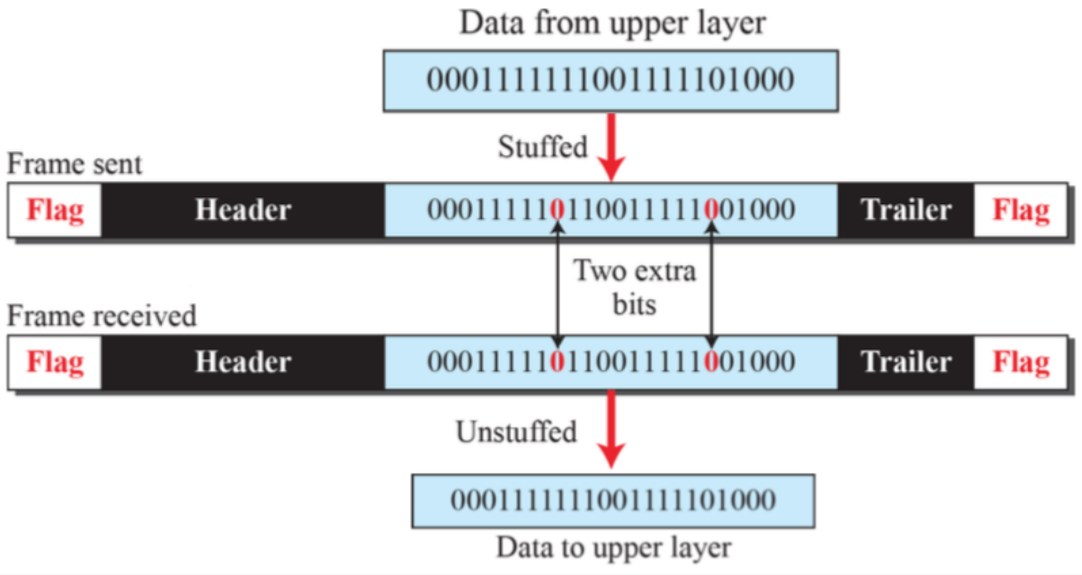 Data from upper layer
0001111111001111101000
Stuffed
Frame sent
Flag Header 000111110110011111001000 Trailer Flag
Two extra
bits
Frame received
Flag Header 000111110110011111001000 Trailer Flag
Unstuffed
0001111111001111101000
Data to upper layer